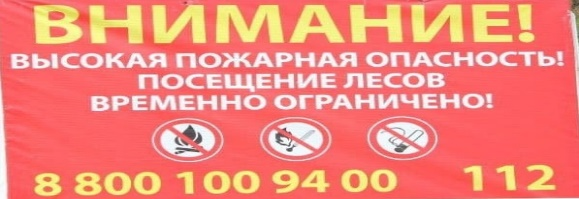 ВНИМАНИЕ!
ВЫСОКАЯ ПОЖАРНАЯ ОПАСНОСТЬ!
ПОСЕЩЕНИЕ ЛЕСОВ
ВРЕМЕННО ОГРАНИЧЕНО!
8 800 100 94 00 112